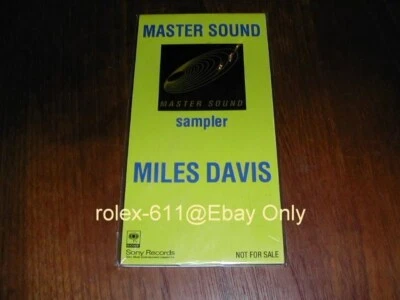 MASTER SOUND
MASTER SOUND
sampler
MILES DAVIS
rolex-611@Ebay Only
Sony Records
NOT FOR SALE